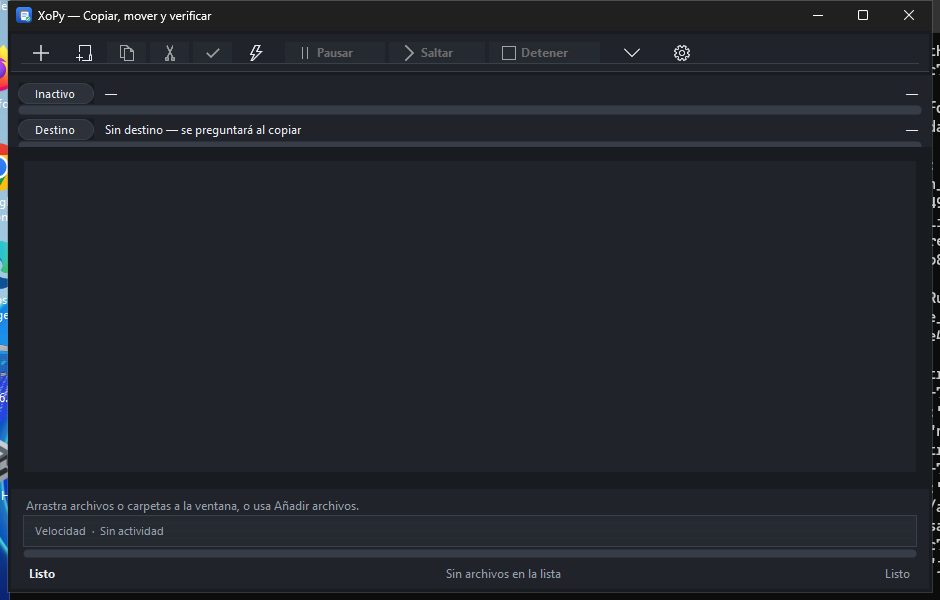 XoPy — Copiar, mover y verificar
Pausar
Saltar
Detener
Inactivo — —
Destino Sin destino — se preguntará al copiar —
Arrastra archivos o carpetas a la ventana, o usa Añadir archivos.
Velocidad · Sin actividad
Listo Sin archivos en la lista Listo